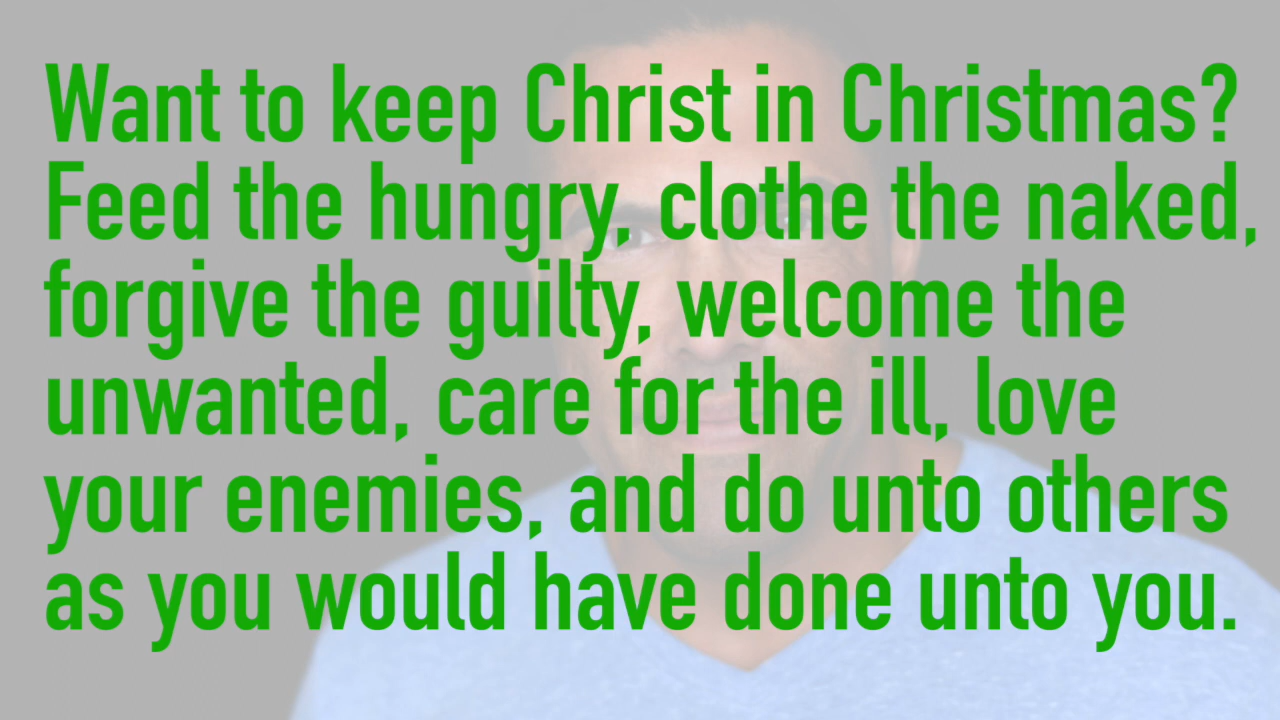 Want to keep Christ in Christmas?
Feed the hungry, clothe the naked,
forgive the guilty, welcome the
unwanted, care for the ill, love
your enemies, and do unto others
as you would have done unto you.